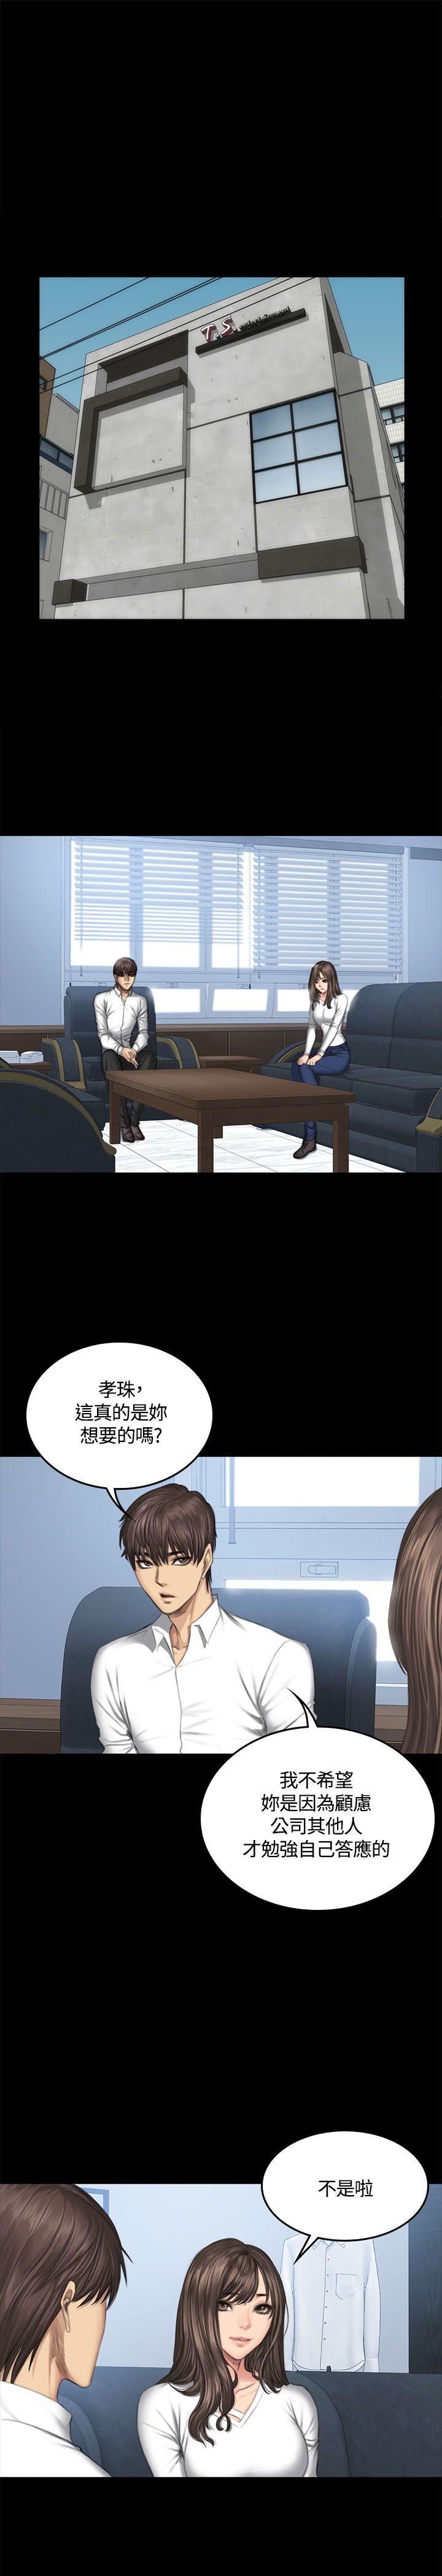 T.S. entertainment
孝珠,
這真的是妳
想要的嗎?
我不希望
妳是因為顧慮
公司其他人
才勉強自己答應的
不是啦